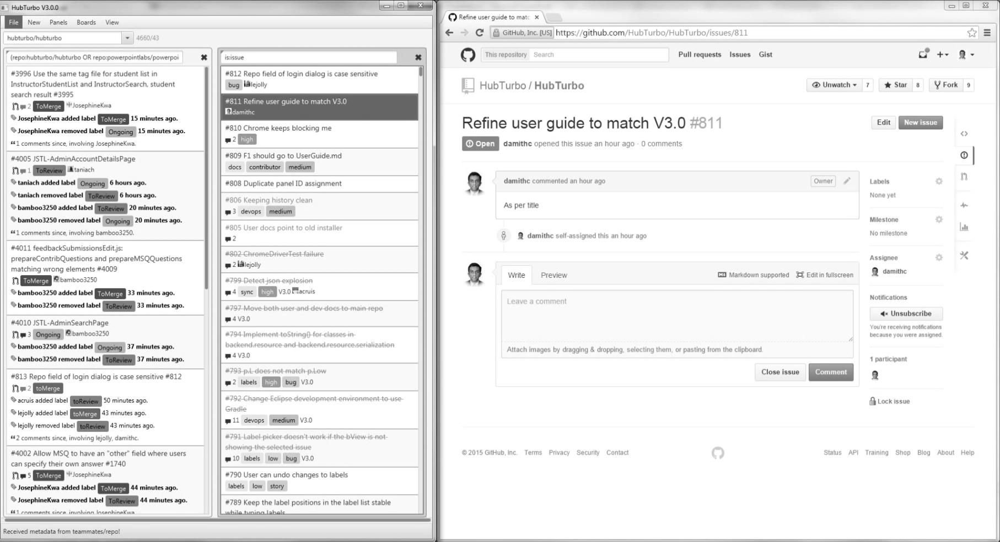 HubTurbo V3.0.0
File New Panels Boards View
hubturbo/hubturbo 4660/43
(repo:hubturbo/hubturbo OR repo:powerpointlabs/powerpoi
#3996 Use the same tag file for student list in
InstructorStudentList and InstructorSearch, student
search result #3995
2 ToMerge JosephineKwa
JosephineKwa added label ToMerge 15 minutes ago.
JosephineKwa removed label Ongoing 15 minutes ago.
1 comments since, involving JosephineKwa.
#4005 JSTL-AdminAccountDetailsPage
1 ToReview taniach
taniach added label Ongoing 6 hours ago.
taniach removed label ToReview 6 hours ago.
bamboo3250 added label ToReview 20 minutes ago.
bamboo3250 removed label Ongoing 20 minutes ago.
1 comments since, involving bamboo3250.
#4011 feedbackSubmissionsEdit.js:
prepareContribQuestions and prepareMSQQuestions
matching wrong elements #4009
ToMerge bamboo3250
bamboo3250 added label ToMerge 33 minutes ago.
bamboo3250 removed label ToReview 33 minutes ago.
#4010 JSTL-AdminSearchPage
3 Ongoing bamboo3250
bamboo3250 added label Ongoing 37 minutes ago.
bamboo3250 removed label ToReview 37 minutes ago.
#813 Repo field of login dialog is case sensitive #812
2 toMerge
acruis added label toReview 50 minutes ago.
lejolly added label toMerge 43 minutes ago.
lejolly removed label toReview 43 minutes ago.
2 comments since, involving lejolly, damithc.
#4002 Allow MSQ to have an "other" field where users
can specify their own answer #1740
5 ToMerge JosephineKwa
JosephineKwa added label ToMerge 44 minutes ago.
JosephineKwa removed label ToReview 44 minutes ago.
1 comments since, involving JosephineKwa.
Received metadata from teammates/repo!
is:issue
#812 Repo field of login dialog is case sensitive
bug lejolly
#811 Refine user guide to match V3.0
damithc
#810 Chrome keeps blocking me
2 high
#809 F1 should go to UserGuide.md
docs contributor medium
#808 Duplicate panel ID assignment
#806 Keeping history clean
3 devops medium
#805 User docs point to old installer
2
#802 ChromeDriverTest failure
2 lejolly
#799 Detect json explosion
4 sync high V3.0 acruis
#797 Move both user and dev docs to main repo
4 V3.0
#794 Implement toString() for classes in
backend.resource and backend.resource.serialization
4 V3.0
#793 p.L does not match p.Low
2 labels high bug V3.0
#792 Change Eclipse development environment to use
Gradle
11 devops medium V3.0
#791 Label picker doesn't work if the bView is not
showing the selected issue
10 labels low bug V3.0
#790 User can undo changes to labels
labels low story
#789 Keep the label positions in the label list stable
while typing labels
Refine user guide to matc
GitHub, Inc. [US] https://github.com/HubTurbo/HubTurbo/issues/811
This repository Search Pull requests Issues Gist
HubTurbo / HubTurbo
Unwatch 7 Star 8 Fork 9
Refine user guide to match V3.0 #811
Edit New issue
Open damithc opened this issue an hour ago · 0 comments
damithc commented an hour ago Owner
As per title
damithc self-assigned this an hour ago
Write Preview Markdown supported Edit in fullscreen
Leave a comment
Attach images by dragging & dropping, selecting them, or pasting from the clipboard.
Close issue Comment
Labels
None yet
Milestone
No milestone
Assignee
damithc
Notifications
Unsubscribe
You're receiving notifications
because you were assigned.
1 participant
Lock issue
© 2015 GitHub, Inc. Terms Privacy Security Contact
Status API Training Shop Blog About Help